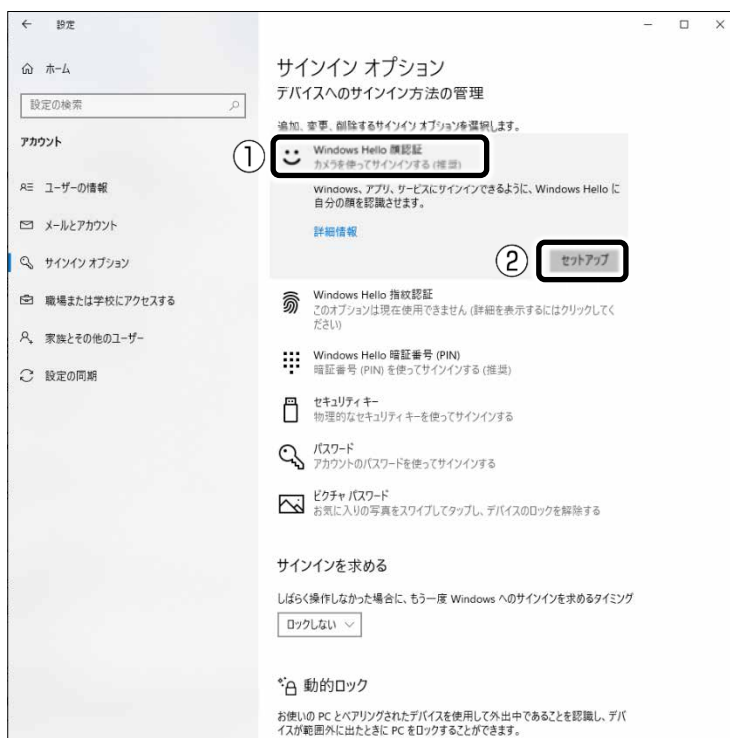 設定
ホーム
設定の検索
アカウント
ユーザーの情報
メールとアカウント
サインイン オプション
職場または学校にアクセスする
家族とその他のユーザー
設定の同期
サインイン オプション
デバイスへのサインイン方法の管理
追加、変更、削除するサインイン オプションを選択します。
①
Windows Hello 顔認証
カメラを使ってサインインする (推奨)
Windows、アプリ、サービスにサインインできるように、Windows Hello に
自分の顔を認識させます。
詳細情報
②
セットアップ
Windows Hello 指紋認証
このオプションは現在使用できません (詳細を表示するにはクリックしてく
ださい)
Windows Hello 暗証番号 (PIN)
暗証番号 (PIN) を使ってサインインする (推奨)
セキュリティ キー
物理的なセキュリティ キーを使ってサインインする
パスワード
アカウントのパスワードを使ってサインインする
ピクチャ パスワード
お気に入りの写真をスワイプしてタップし、デバイスのロックを解除する
サインインを求める
しばらく操作しなかった場合に、もう一度 Windows へのサインインを求めるタイミング
ロックしない
動的ロック
お使いの PC とペアリングされたデバイスを使用して外出中であることを認識し、デバ
イスが範囲外に出たときに PC をロックすることができます。